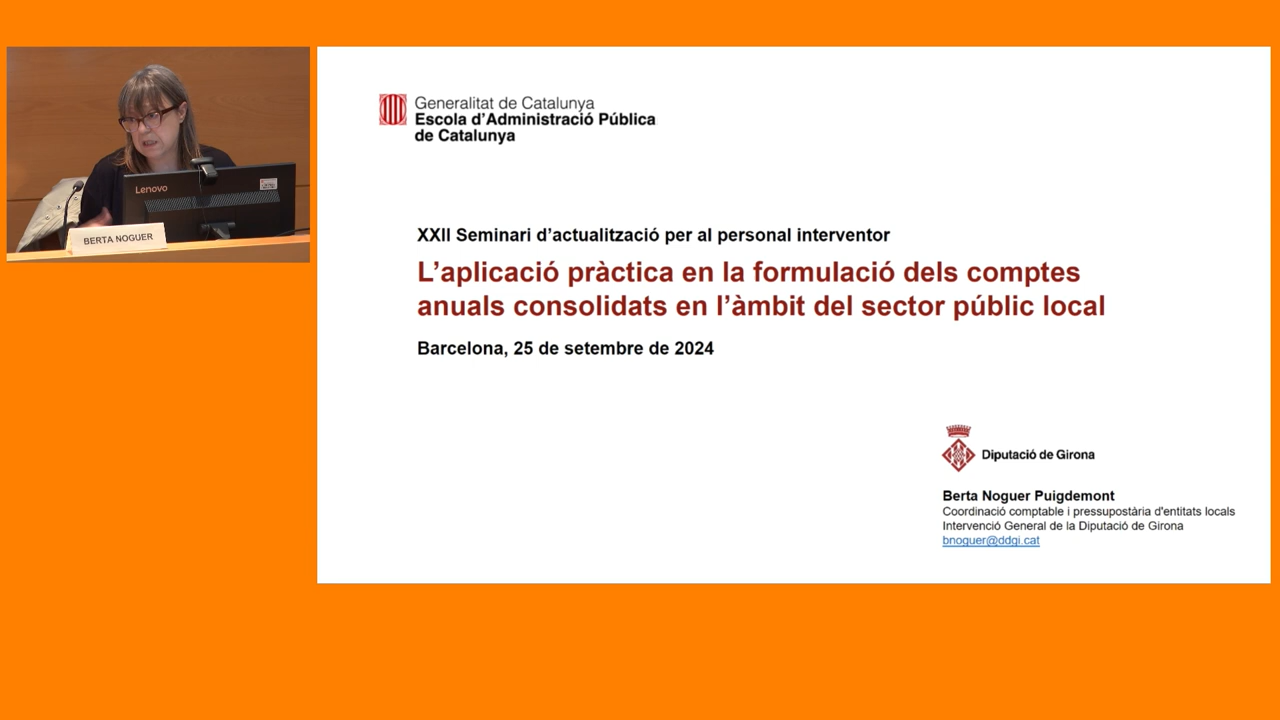 Lenovo
BERTA NOGUER
Generalitat de Catalunya
Escola d'Administració Pública
de Catalunya
XXII Seminari d'actualització per al personal interventor
L'aplicació pràctica en la formulació dels comptes
anuals consolidats en l'àmbit del sector públic local
Barcelona, 25 de setembre de 2024
Diputació de Girona
Berta Noguer Puigdemont
Coordinació comptable i pressupostària d'entitats locals
Intervenció General de la Diputació de Girona
bnoguer@ddgi.cat